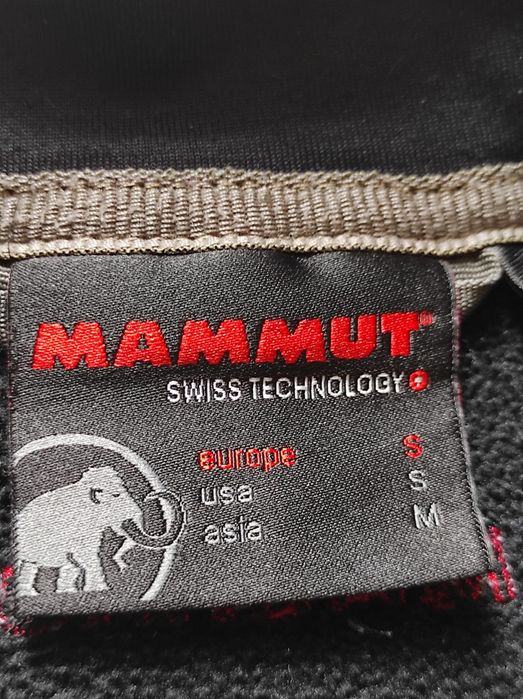 MAMMUT®
SWISS TECHNOLOGY
europe S
usa S
asia M